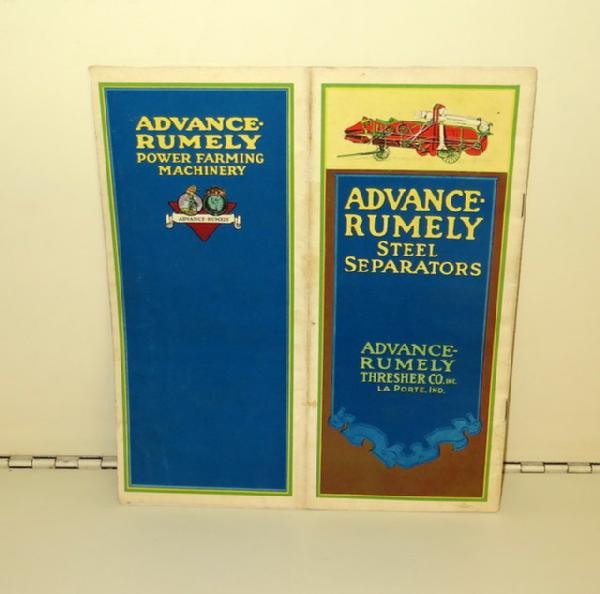 ADVANCE-
RUMELY
POWER FARMING
MACHINERY
ADVANCE-RUMELY
ADVANCE-
RUMELY
STEEL
SEPARATORS
ADVANCE-
RUMELY
THRESHER CO. INC.
LA PORTE, IND.